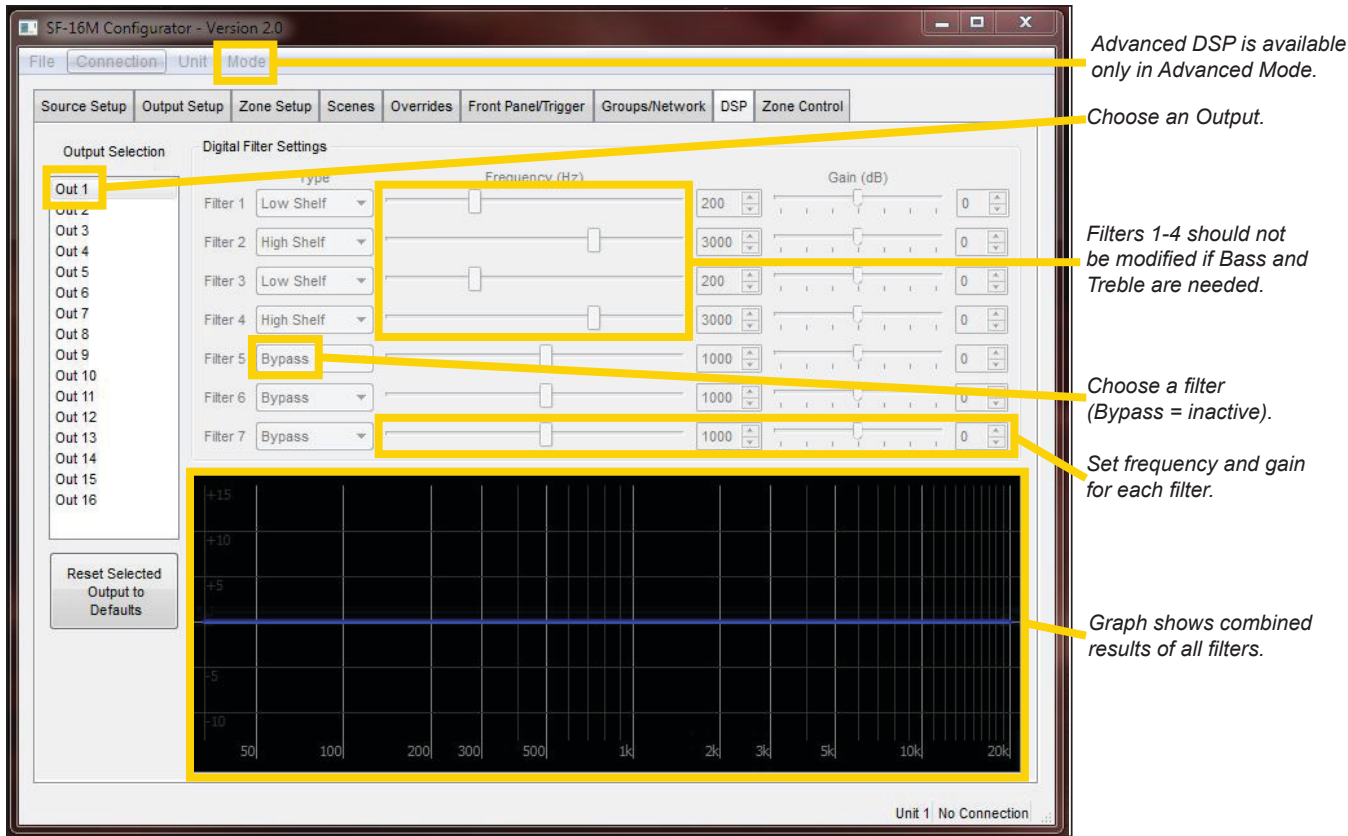 SF-16M Configurator - Version 2.0
File Connection Unit Mode
Source Setup Output Setup Zone Setup Scenes Overrides Front Panel/Trigger Groups/Network DSP Zone Control
Output Selection
Out 1
Out 2
Out 3
Out 4
Out 5
Out 6
Out 7
Out 8
Out 9
Out 10
Out 11
Out 12
Out 13
Out 14
Out 15
Out 16
Reset Selected
Output to
Defaults
Digital Filter Settings
Type Frequency (Hz) Gain (dB)
Filter 1 Low Shelf 200 0
Filter 2 High Shelf 3000 0
Filter 3 Low Shelf 200 0
Filter 4 High Shelf 3000 0
Filter 5 Bypass 1000 0
Filter 6 Bypass 1000 0
Filter 7 Bypass 1000 0
+15
+10
+5
-5
-10
50 100 200 300 500 1k 2k 3k 5k 10k 20k
Unit 1 No Connection
Advanced DSP is available
only in Advanced Mode.
Choose an Output.
Filters 1-4 should not
be modified if Bass and
Treble are needed.
Choose a filter
(Bypass = inactive).
Set frequency and gain
for each filter.
Graph shows combined
results of all filters.